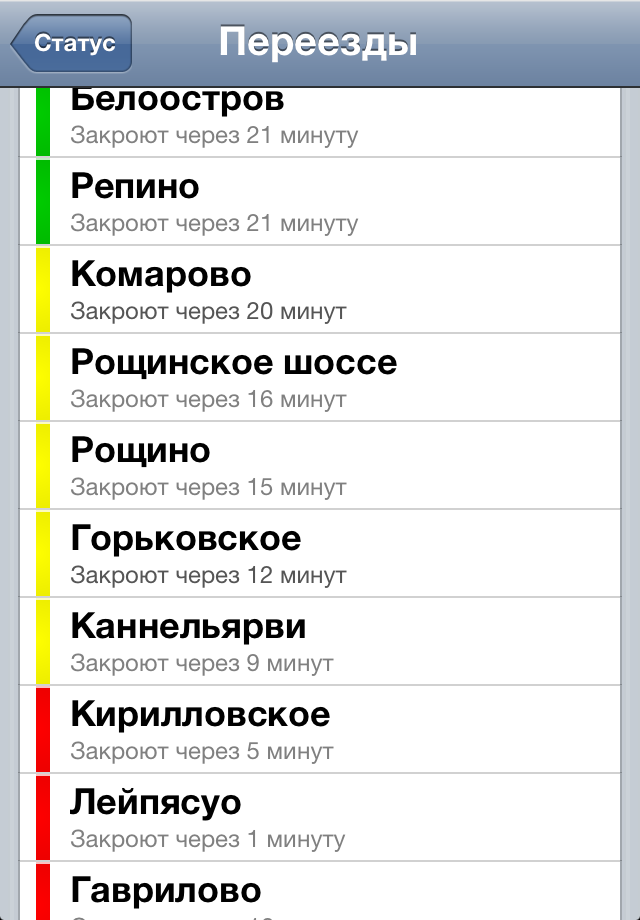 Статус
Переезды
Белоостров
Закроют через 21 минуту
Репино
Закроют через 21 минуту
Комарово
Закроют через 20 минут
Рощинское шоссе
Закроют через 16 минут
Рощино
Закроют через 15 минут
Горьковское
Закроют через 12 минут
Каннельярви
Закроют через 9 минут
Кирилловское
Закроют через 5 минут
Лейпясуо
Закроют через 1 минуту
Гаврилово